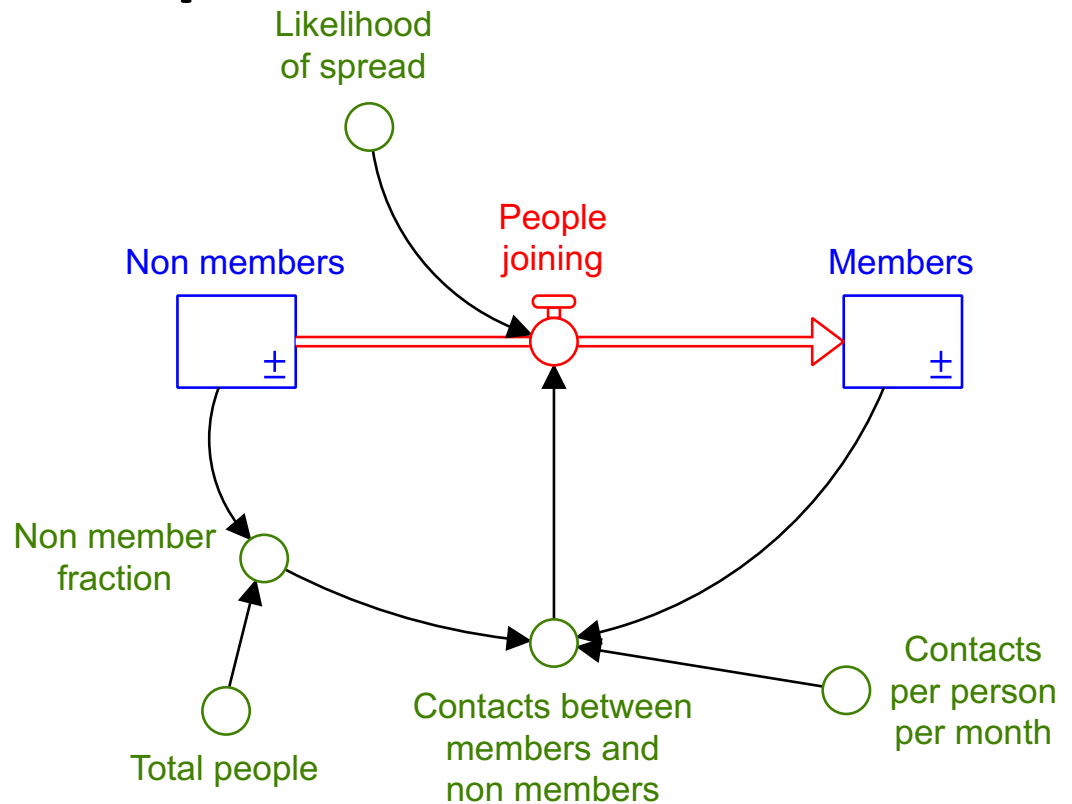 Likelihood
of spread
People
joining
Non members
Members
±
±
Non member
fraction
Contacts
per person
per month
Contacts between
members and
non members
Total people